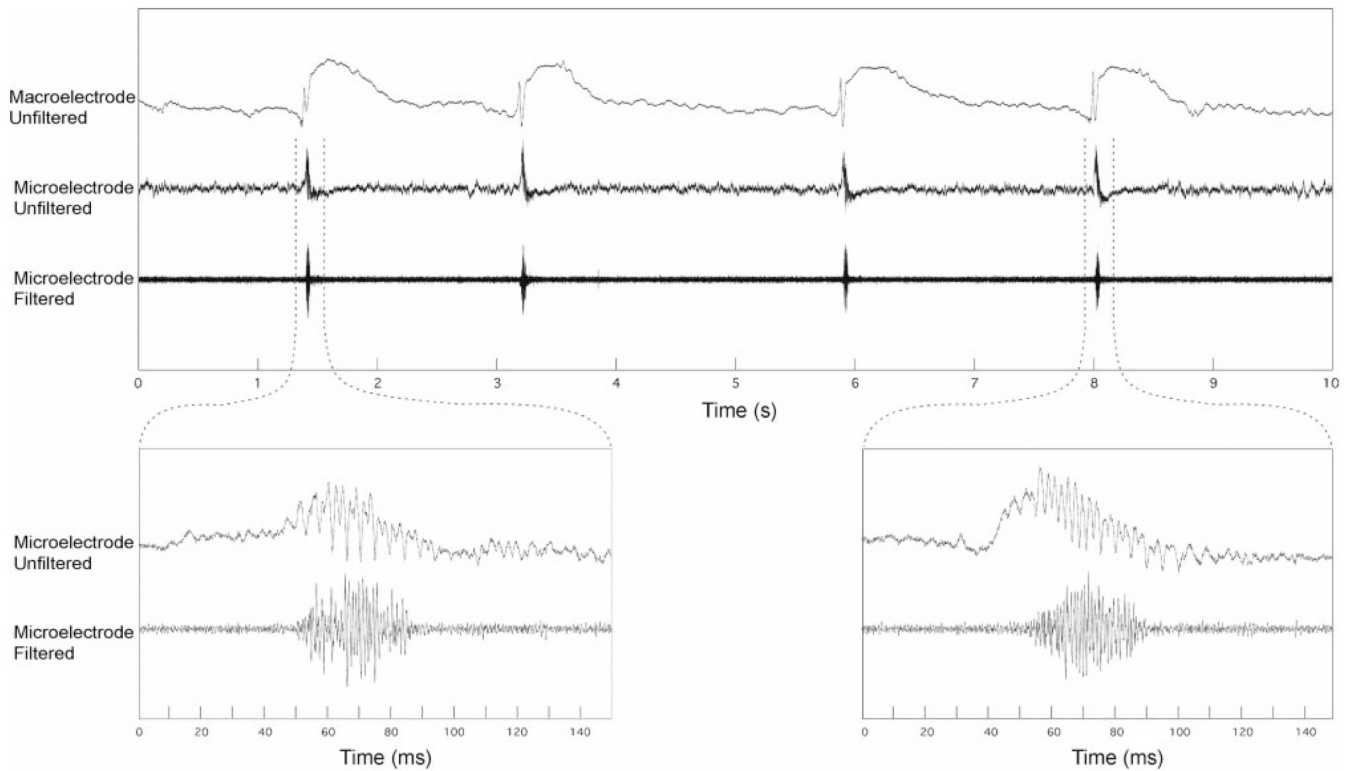 Macroelectrode
Unfiltered
Microelectrode
Unfiltered
Microelectrode
Filtered
0 1 2 3 4 5 6 7 8 9 10
Time (s)
Microelectrode
Unfiltered
Microelectrode
Filtered
0 20 40 60 80 100 120 140
Time (ms)
0 20 40 60 80 100 120 140
Time (ms)